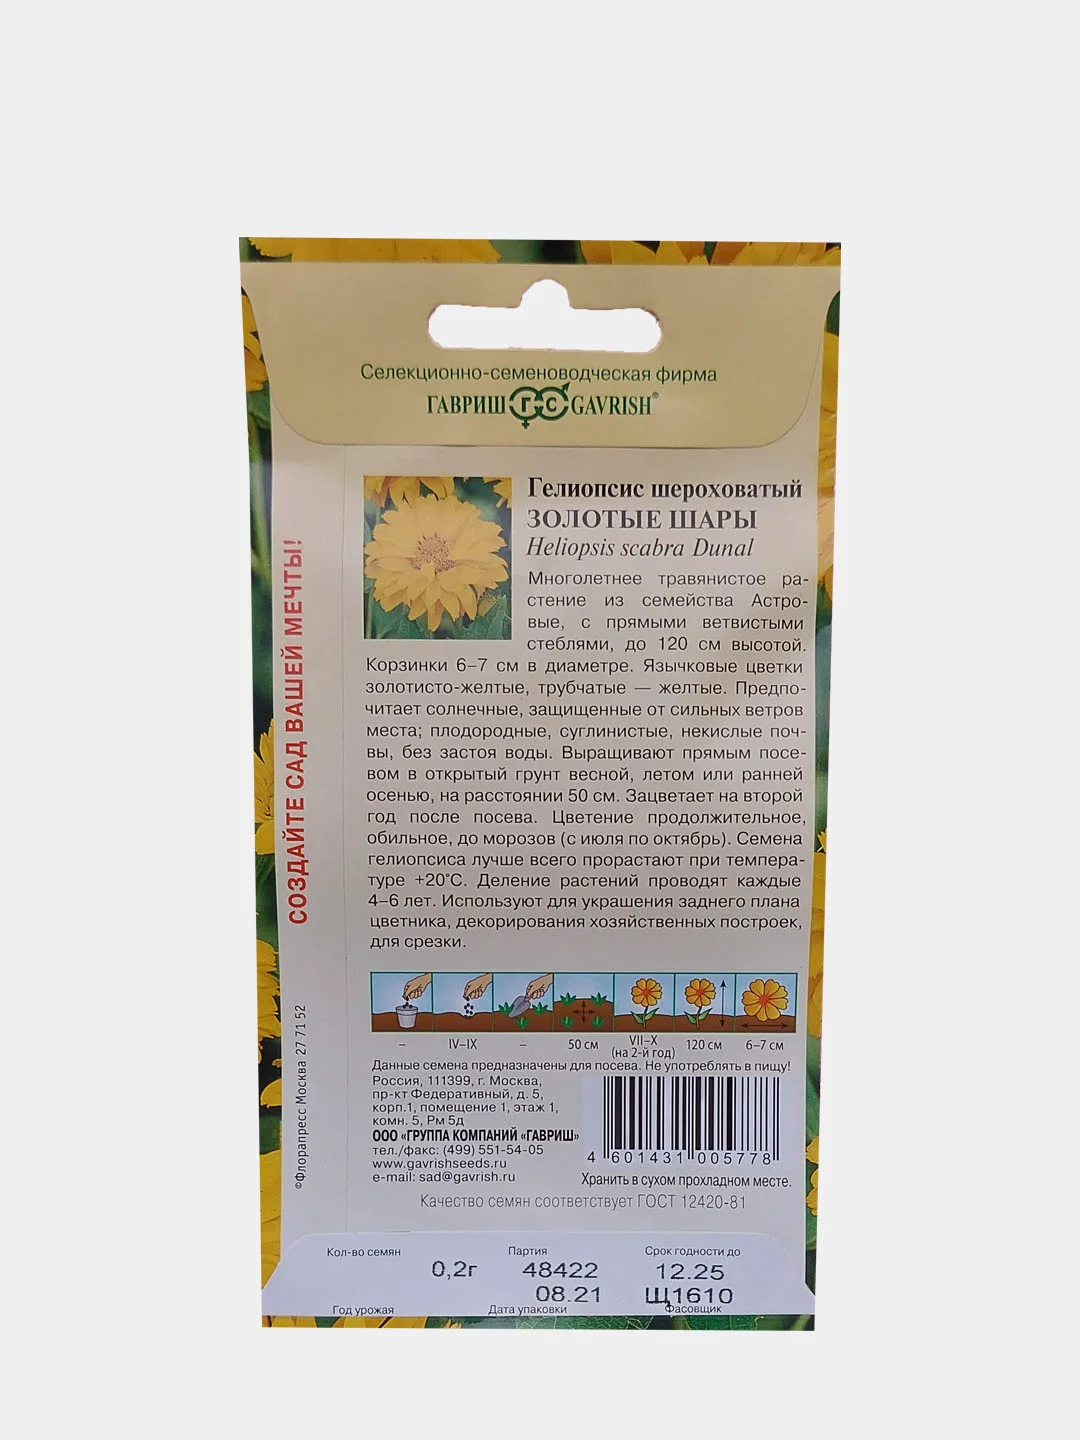 Селекционно-семеноводческая фирма
ГАВРИШ ГС GAVRISH®
СОЗДАЙТЕ САД ВАШЕЙ МЕЧТЫ!
©Флорапресс Москва 27 71 52
Гелиопсис шероховатый
ЗОЛОТЫЕ ШАРЫ
Heliopsis scabra Dunal
Многолетнее травянистое ра-
стение из семейства Астро-
вые, с прямыми ветвистыми
стеблями, до 120 см высотой.
Корзинки 6–7 см в диаметре. Язычковые цветки
золотисто-желтые, трубчатые — желтые. Предпо-
читает солнечные, защищенные от сильных ветров
места; плодородные, суглинистые, некислые поч-
вы, без застоя воды. Выращивают прямым посе-
вом в открытый грунт весной, летом или ранней
осенью, на расстоянии 50 см. Зацветает на второй
год после посева. Цветение продолжительное,
обильное, до морозов (с июля по октябрь). Семена
гелиопсиса лучше всего прорастают при темпера-
туре +20°С. Деление растений проводят каждые
4–6 лет. Используют для украшения заднего плана
цветника, декорирования хозяйственных построек,
для срезки.
– IV–IX – 50 см VII–X 120 см 6–7 см
(на 2-й год)
Данные семена предназначены для посева. Не употреблять в пищу!
Россия, 111399, г. Москва,
пр-кт Федеративный, д. 5,
корп.1, помещение 1, этаж 1,
комн. 5, Рм 5д
ООО «ГРУППА КОМПАНИЙ «ГАВРИШ»
тел./факс: (499) 551-54-05
www.gavrishseeds.ru
e-mail: sad@gavrish.ru
4 601431 005778
Хранить в сухом прохладном месте.
Качество семян соответствует ГОСТ 12420-81
Кол-во семян Партия Срок годности до
0,2г 48422 12.25
08.21 Щ1610
Год урожая Дата упаковки Фасовщик